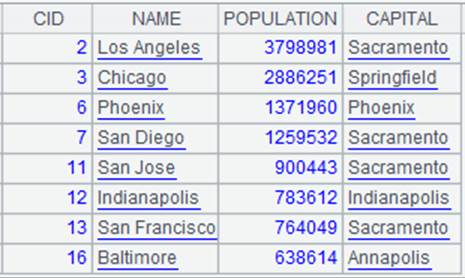 CID NAME POPULATION CAPITAL
2 Los Angeles 3798981 Sacramento
3 Chicago 2886251 Springfield
6 Phoenix 1371960 Phoenix
7 San Diego 1259532 Sacramento
11 San Jose 900443 Sacramento
12 Indianapolis 783612 Indianapolis
13 San Francisco 764049 Sacramento
16 Baltimore 638614 Annapolis